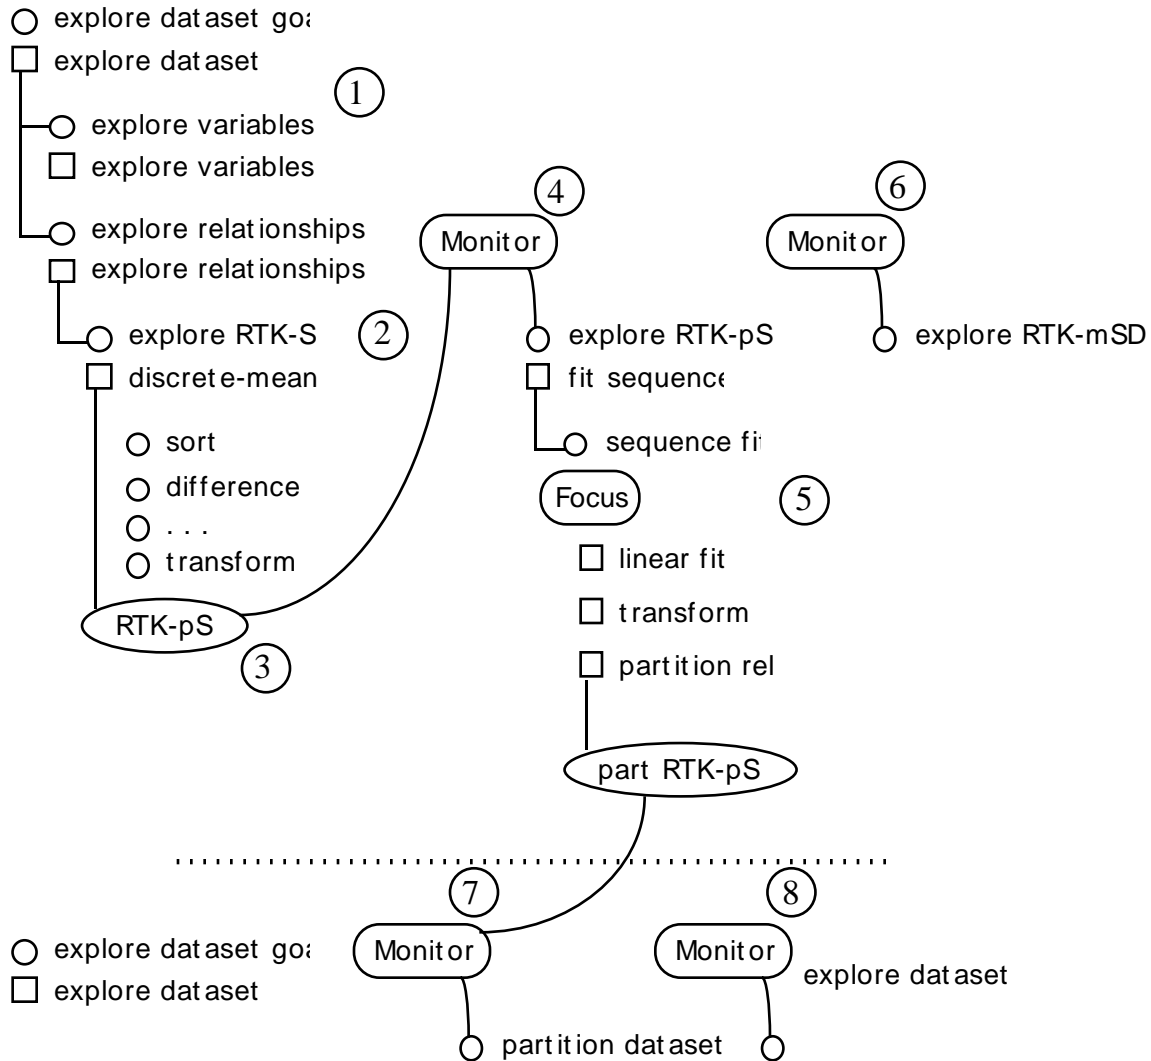 explore dataset goa
explore dataset
1
explore variables
explore variables
explore relationships
explore relationships
2
explore RTK-S
discrete-mean
sort
difference
. . .
transform
RTK-pS
3
4
Monitor
explore RTK-pS
fit sequence
sequence fit
Focus
5
linear fit
transform
partition rel
part RTK-pS
6
Monitor
explore RTK-mSD
explore dataset goa
explore dataset
7
Monitor
partition dataset
8
Monitor
explore dataset